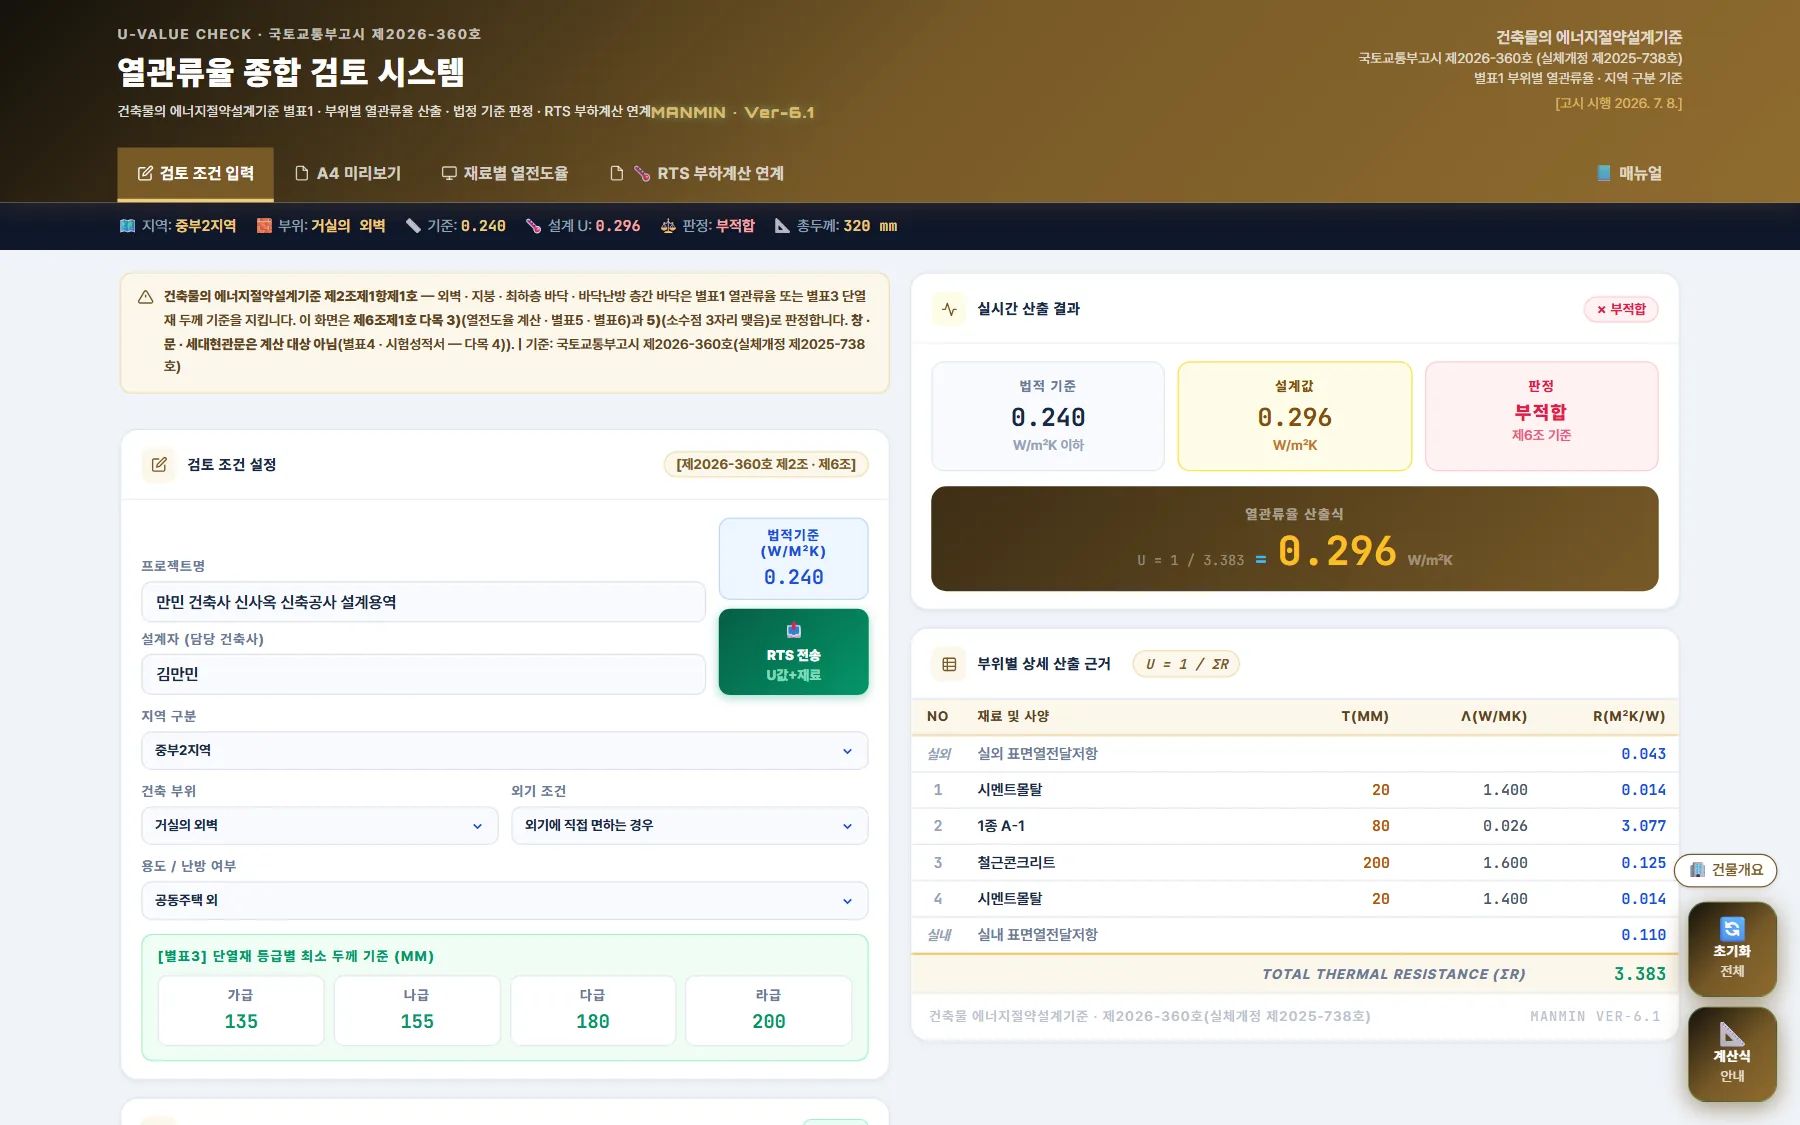 U-VALUE CHECK · 국토교통부고시 제2026-360호
열관류율 종합 검토 시스템
건축물의 에너지절약설계기준 별표1 · 부위별 열관류율 산출 · 법정 기준 판정 · RTS 부하계산 연계MANMIN · Ver-6.1
건축물의 에너지절약설계기준
국토교통부고시 제2026-360호 (실체개정 제2025-738호)
별표1 부위별 열관류율 · 지역 구분 기준
[고시 시행 2026. 7. 8.]
검토 조건 입력
A4 미리보기
재료별 열전도율
RTS 부하계산 연계
매뉴얼
지역: 중부2지역
부위: 거실의 외벽
기준: 0.240
설계 U: 0.296
판정: 부적합
총두께: 320 mm
건축물의 에너지절약설계기준 제2조제1항제1호 — 외벽 · 지붕 · 최하층 바닥 · 바닥난방 층간 바닥은 별표1 열관류율 또는 별표3 단열
재 두께 기준을 지킵니다. 이 화면은 제6조제1호 다목 3)(열전도율 계산 · 별표5 · 별표6)과 5)(소수점 3자리 맺음)로 판정합니다. 창 ·
문 · 세대현관문은 계산 대상 아님(별표4 · 시험성적서 — 다목 4)). | 기준: 국토교통부고시 제2026-360호(실체개정 제2025-738
호)
검토 조건 설정
[제2026-360호 제2조 · 제6조]
프로젝트명
만민 건축사 신사옥 신축공사 설계용역
설계자 (담당 건축사)
김만민
법적기준
(W/M²K)
0.240
RTS 전송
U값+재료
지역 구분
중부2지역
건축 부위
거실의 외벽
외기 조건
외기에 직접 면하는 경우
용도 / 난방 여부
공동주택 외
[별표3] 단열재 등급별 최소 두께 기준 (MM)
가급
135
나급
155
다급
180
라급
200
실시간 산출 결과
× 부적합
법적 기준
0.240
W/m²K 이하
설계값
0.296
W/m²K
판정
부적합
제6조 기준
열관류율 산출식
U = 1 / 3.383 = 0.296 W/m²K
부위별 상세 산출 근거
U = 1 / ΣR
NO 재료 및 사양 T(MM) Λ(W/MK) R(M²K/W)
실외 실외 표면열전달저항 0.043
1 시멘트몰탈 20 1.400 0.014
2 1종 A-1 80 0.026 3.077
3 철근콘크리트 200 1.600 0.125
4 시멘트몰탈 20 1.400 0.014
실내 실내 표면열전달저항 0.110
TOTAL THERMAL RESISTANCE (ΣR) 3.383
건축물 에너지절약설계기준 · 제2026-360호(실체개정 제2025-738호)
MANMIN VER-6.1
건물개요
초기화
전체
계산식
안내